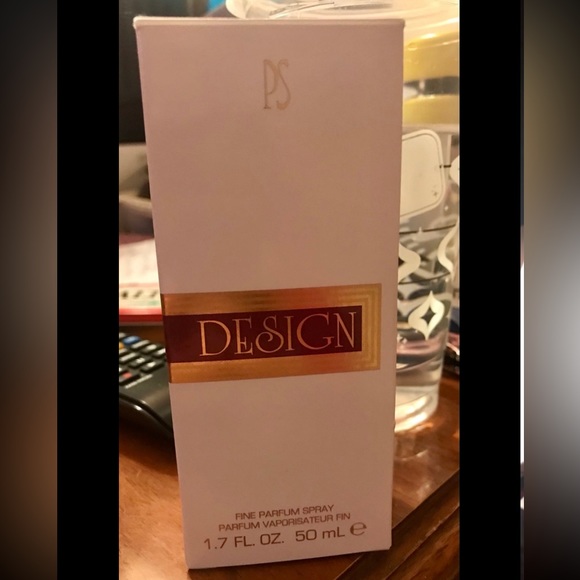 PS
DESIGN
FINE PARFUM SPRAY
PARFUM VAPORISATEUR FIN
1.7 FL. OZ. 50 mL ℮